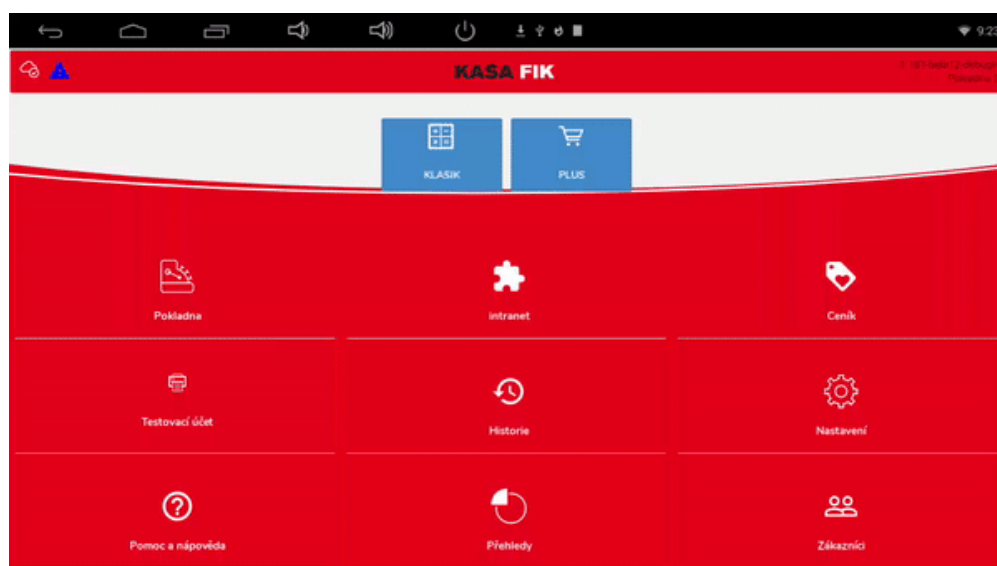 9:23
KASA FIK
KLASIK
PLUS
Pokladna
intranet
Ceník
Testovací účet
Historie
Nastavení
Pomoc a nápověda
Přehledy
Zákazníci